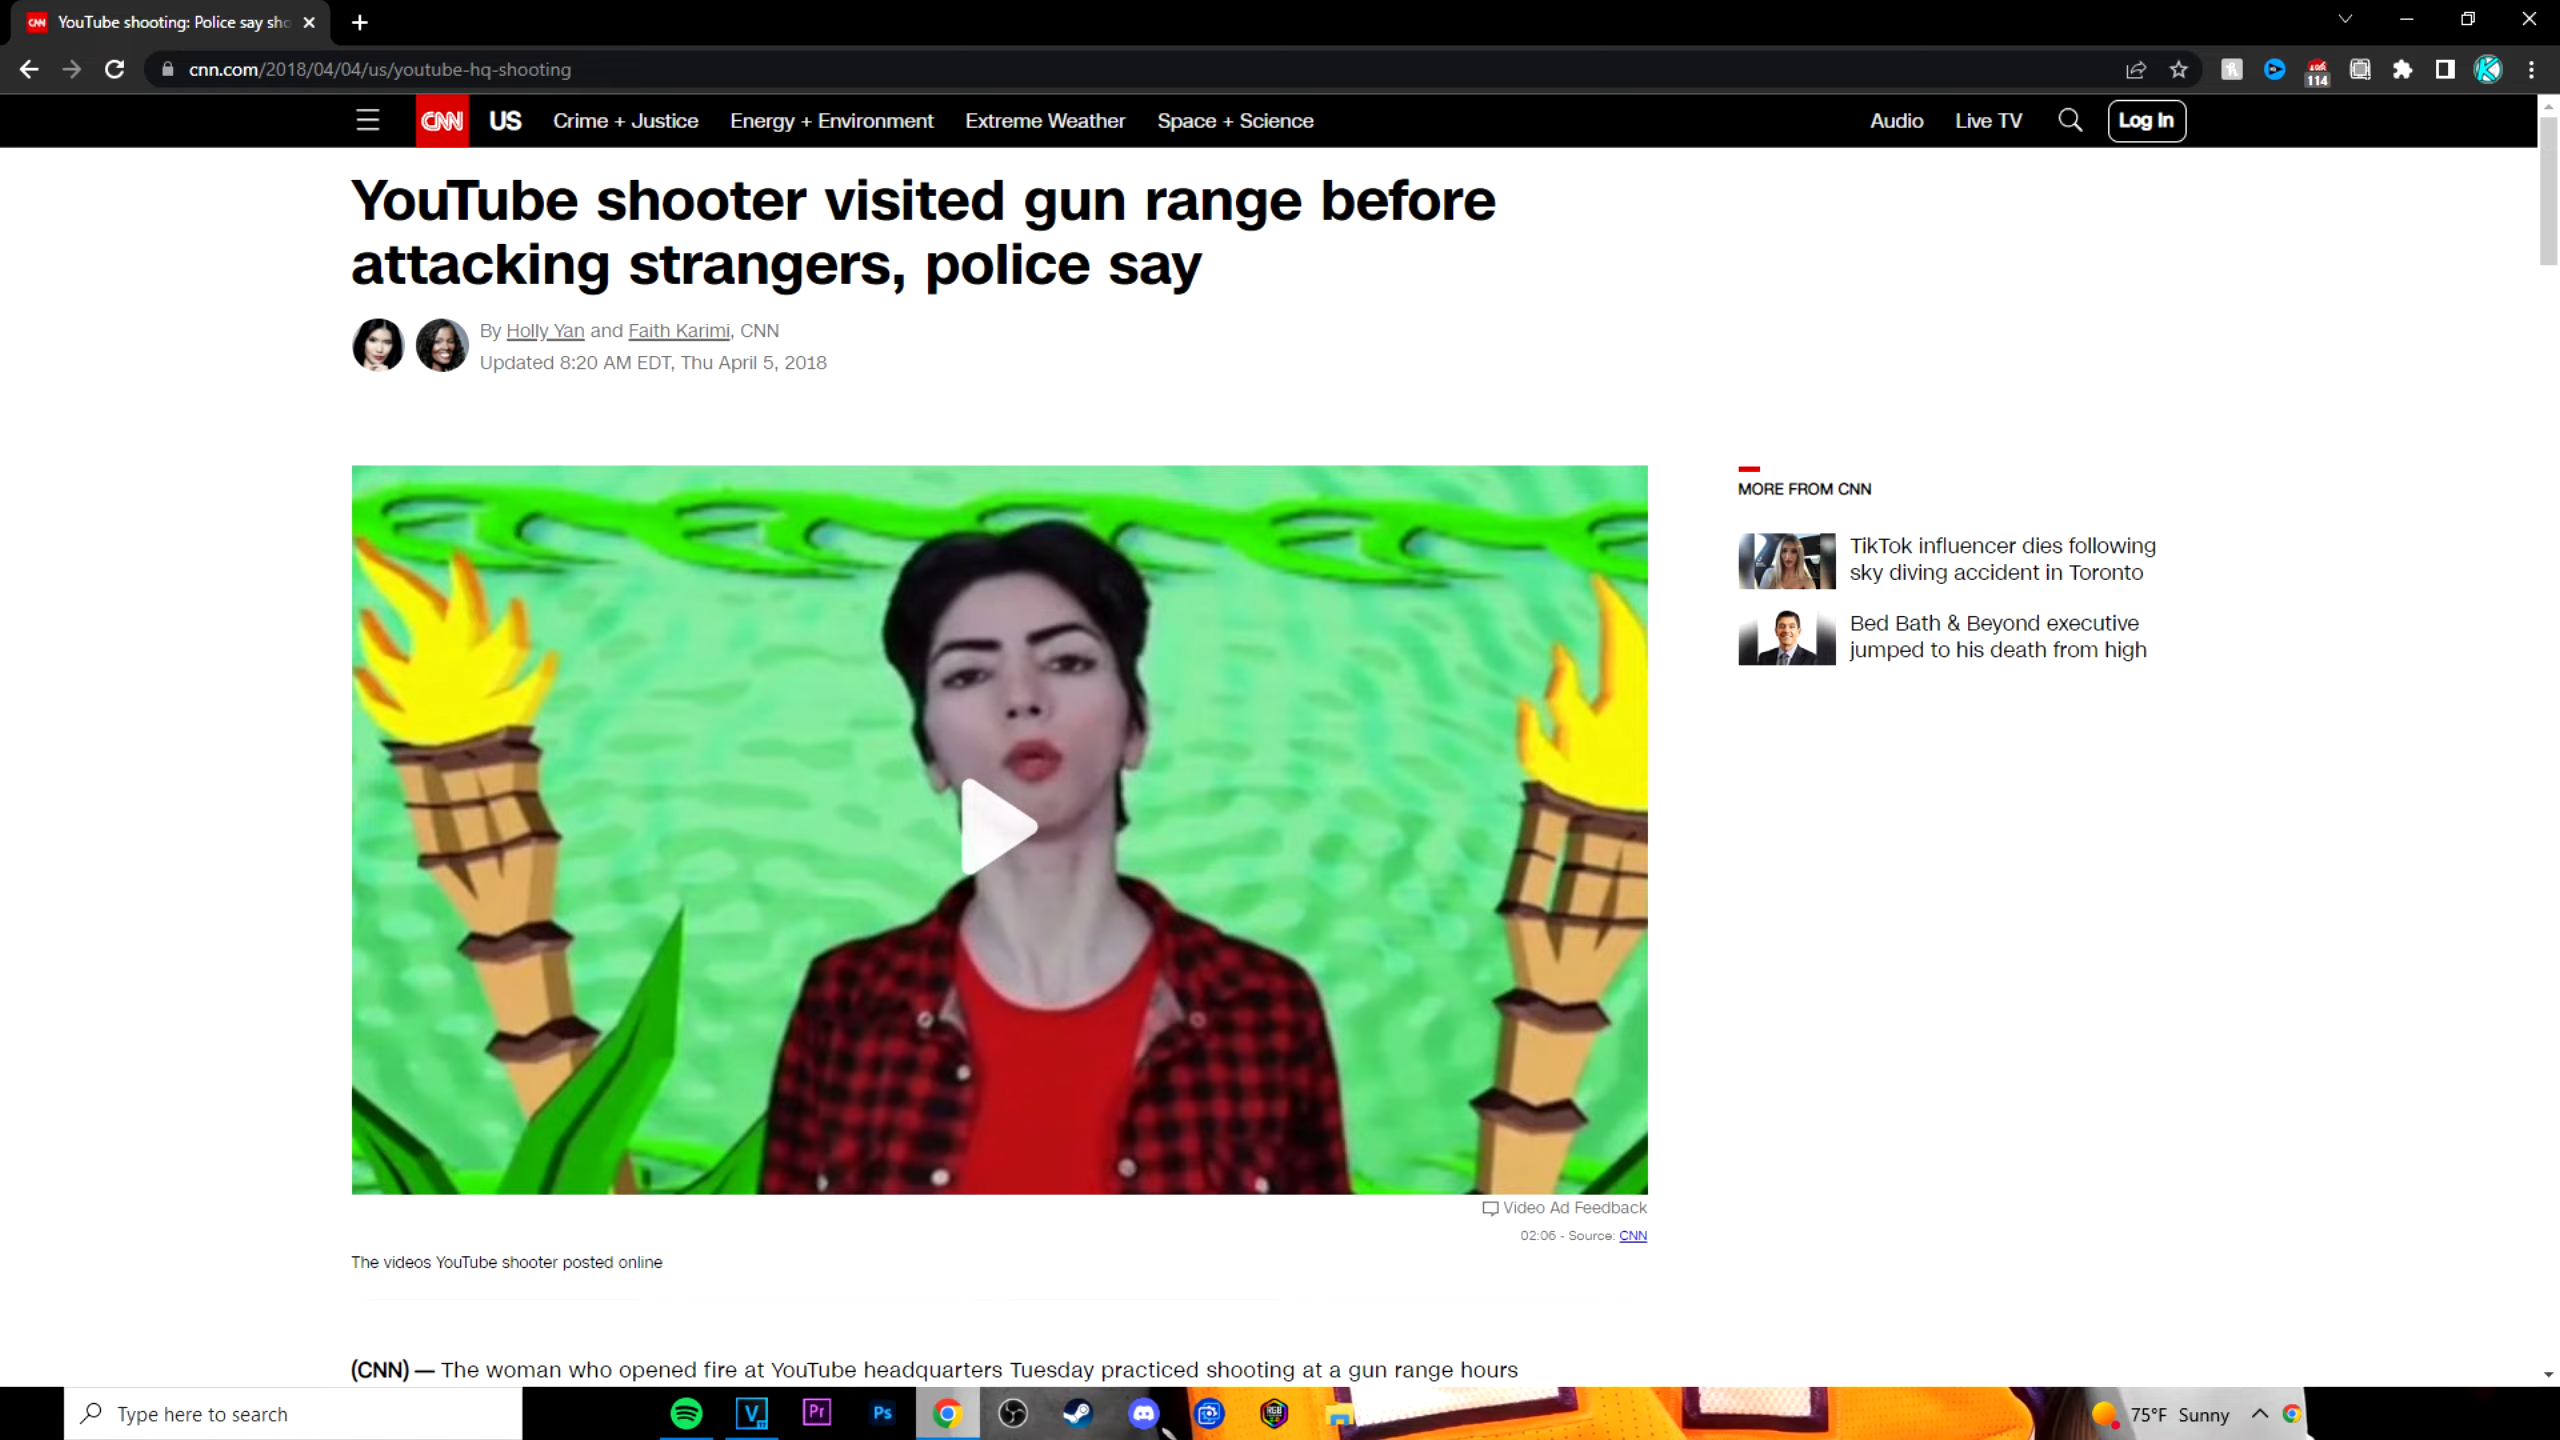 CNN YouTube shooting: Police say sho
cnn.com/2018/04/04/us/youtube-hq-shooting
114
CNN US Crime + Justice Energy + Environment Extreme Weather Space + Science Audio Live TV Log In
YouTube shooter visited gun range before
attacking strangers, police say
By Holly Yan and Faith Karimi, CNN
Updated 8:20 AM EDT, Thu April 5, 2018
MORE FROM CNN
TikTok influencer dies following
sky diving accident in Toronto
Bed Bath & Beyond executive
jumped to his death from high
Video Ad Feedback
02:06 - Source: CNN
The videos YouTube shooter posted online
(CNN) — The woman who opened fire at YouTube headquarters Tuesday practiced shooting at a gun range hours
Type here to search
V Pr Ps RGB
75°F Sunny